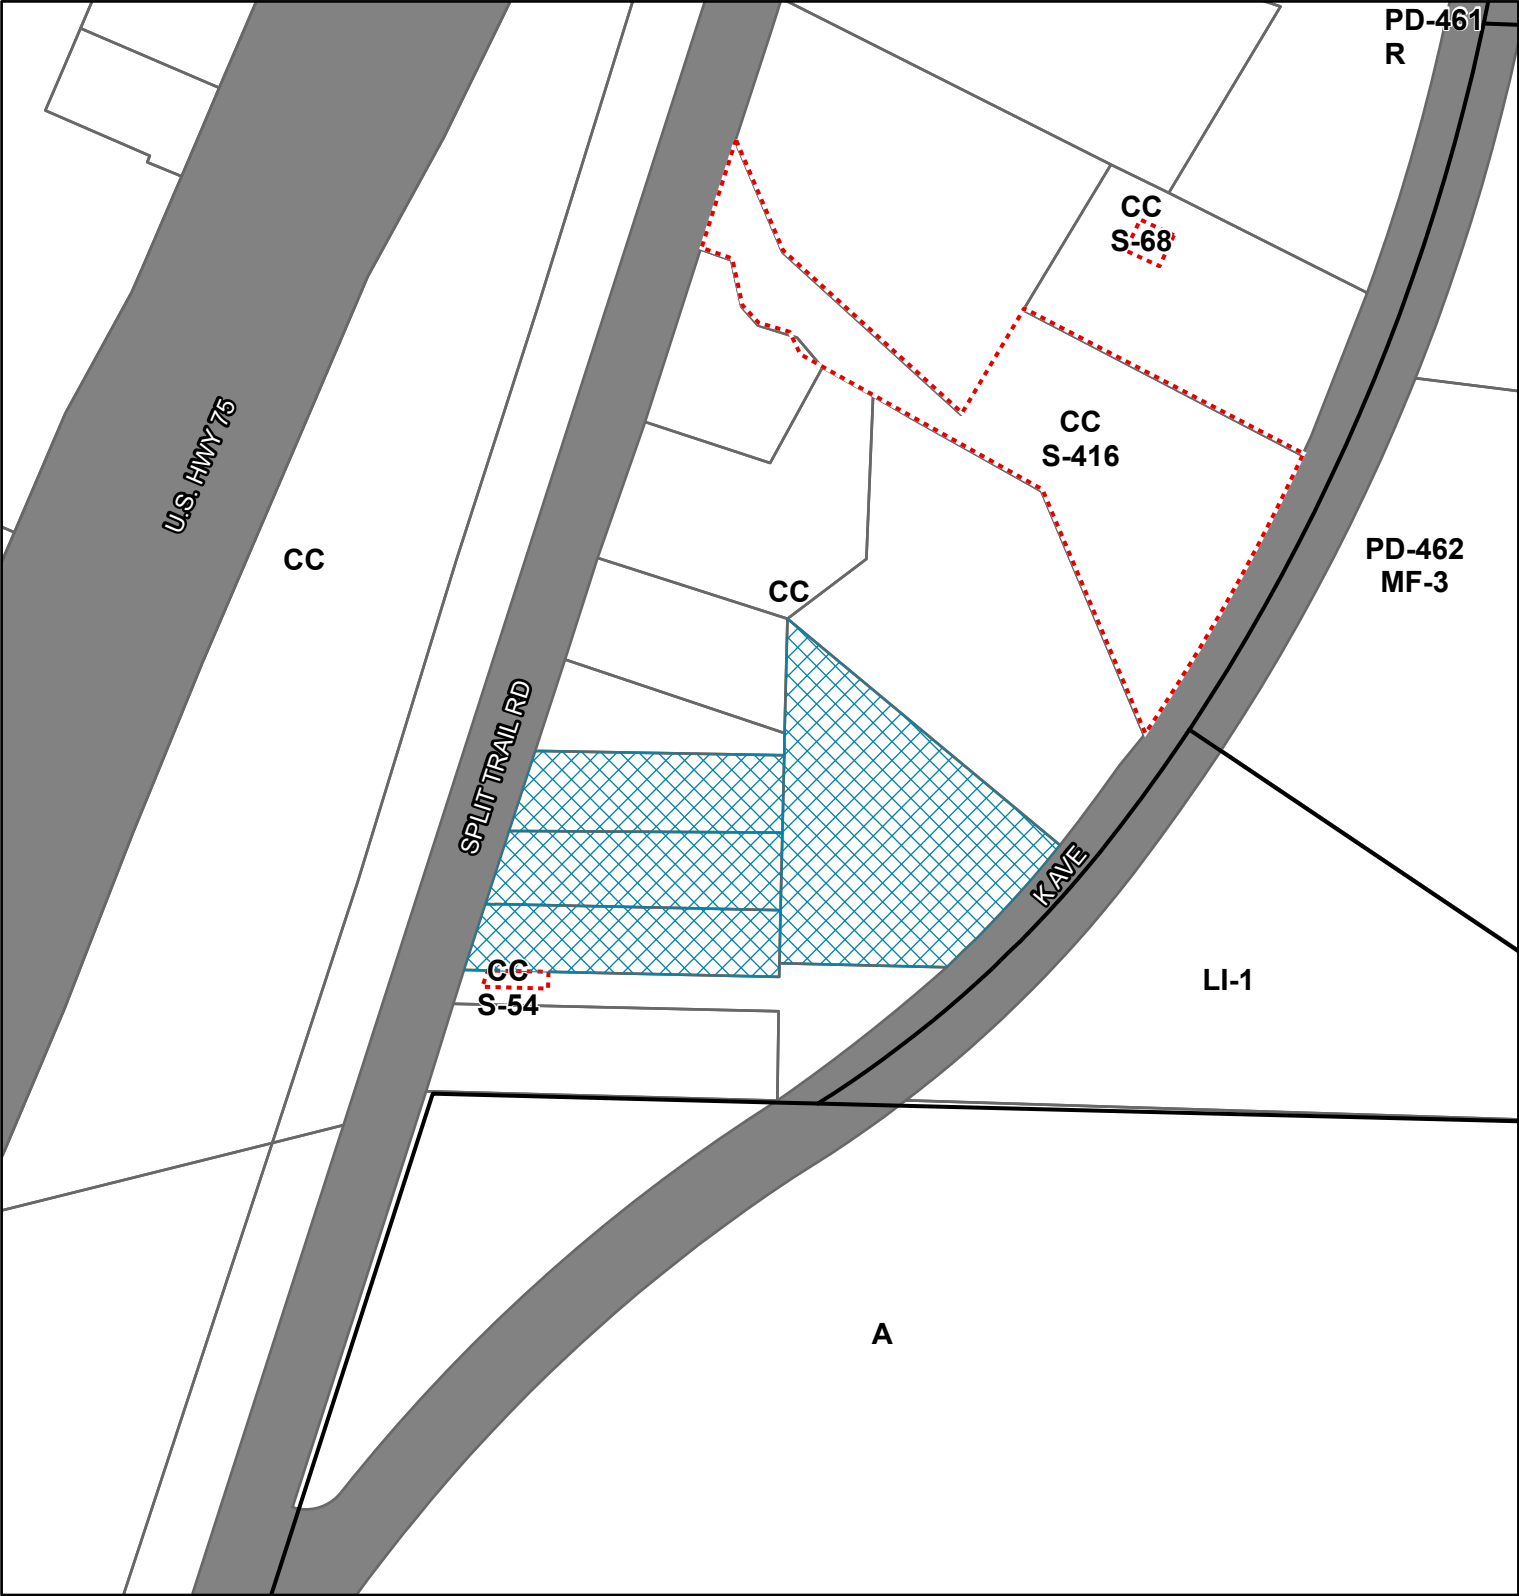 PD-461
R
CC
S-68
CC
S-416
U.S. HWY 75
CC
PD-462
MF-3
CC
SPLIT TRAIL RD
K AVE
CC
S-54
LI-1
A